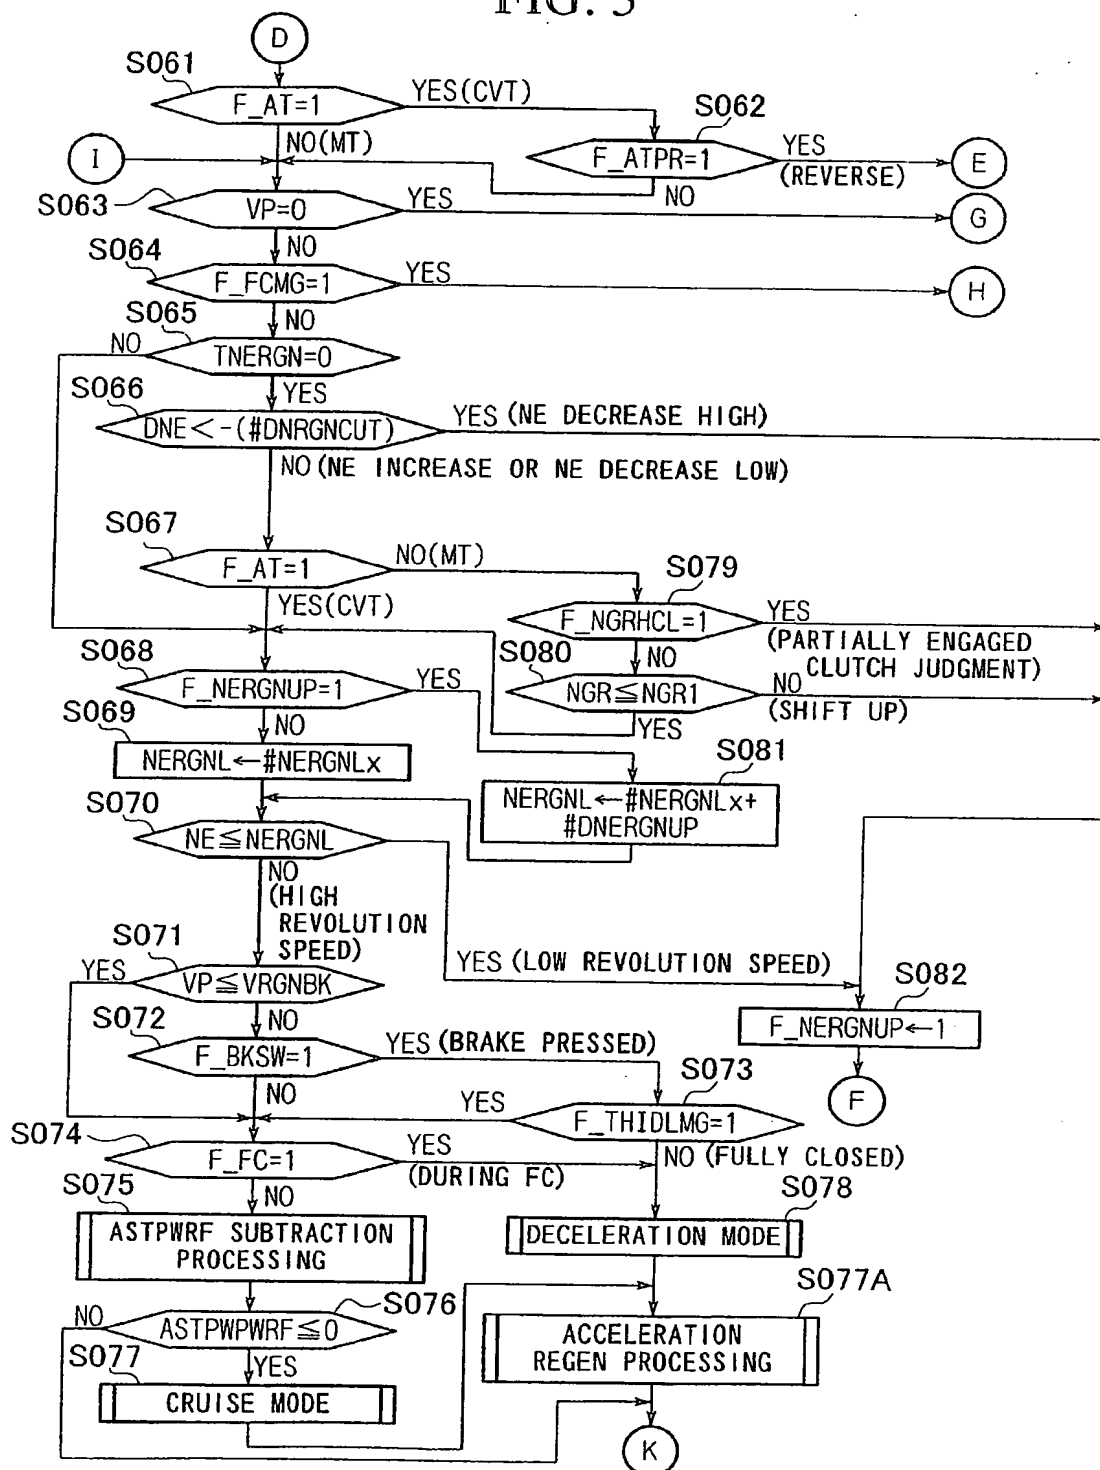 FIG. 5
D
S061
F_AT=1
YES(CVT)
S062
NO(MT)
I
F_ATPR=1
YES
(REVERSE)
E
NO
S063
VP=0
YES
G
NO
S064
F_FCMG=1
YES
H
NO
S065
NO
TNERGN=0
YES
S066
DNE<-(#DNRGNCUT)
YES (NE DECREASE HIGH)
NO (NE INCREASE OR NE DECREASE LOW)
S067
F_AT=1
NO(MT)
S079
YES(CVT)
F_NGRHCL=1
YES
(PARTIALLY ENGAGED
CLUTCH JUDGMENT)
NO
S068
S080
F_NERGNUP=1
YES
NGR≦NGR1
NO
(SHIFT UP)
YES
NO
S069
NERGNL←#NERGNLx
S081
NERGNL←#NERGNLx+
#DNERGNUP
S070
NE≦NERGNL
NO
(HIGH
REVOLUTION
SPEED)
YES (LOW REVOLUTION SPEED)
S071
YES
VP≦VRGNBK
NO
S082
F_NERGNUP←1
F
S072
F_BKSW=1
YES (BRAKE PRESSED)
NO
S073
YES
F_THIDLMG=1
NO (FULLY CLOSED)
S074
F_FC=1
YES
(DURING FC)
NO
S075
ASTPWRF SUBTRACTION
PROCESSING
S078
DECELERATION MODE
S076
NO
ASTPWPWRF≦0
YES
S077A
ACCELERATION
REGEN PROCESSING
S077
CRUISE MODE
K